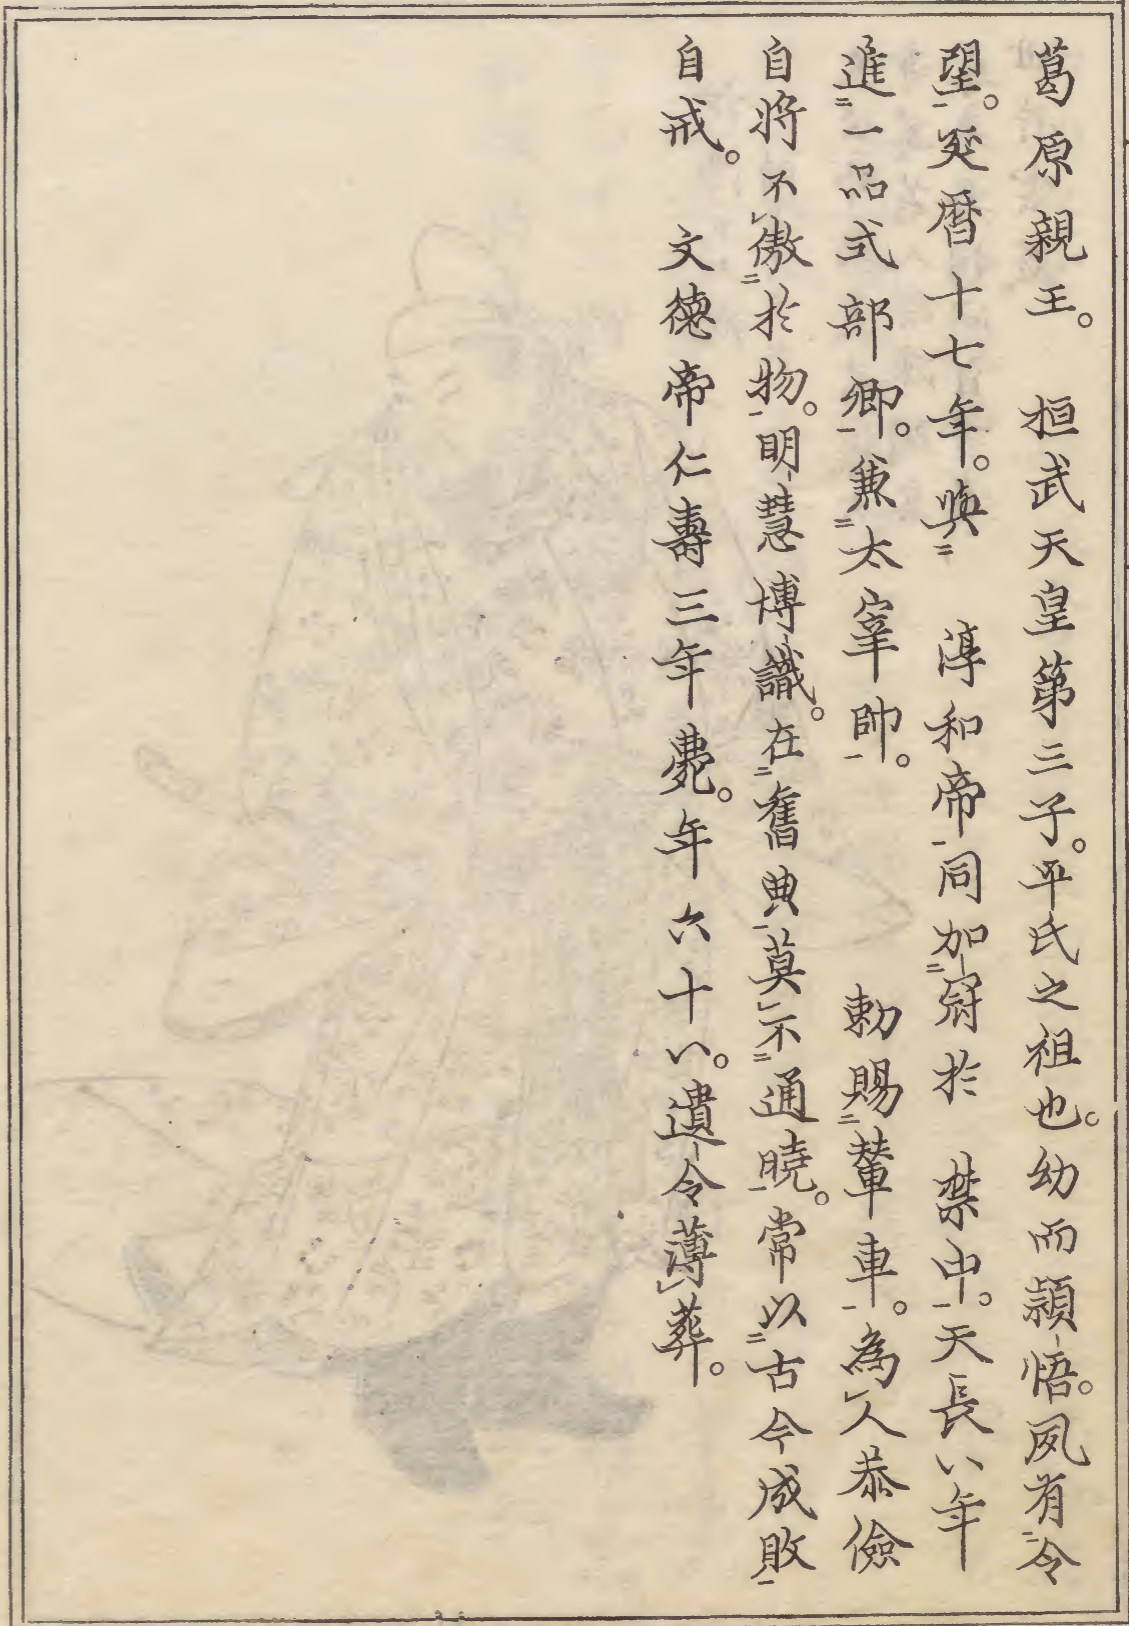 葛原親王。　桓武天皇第三子。平氏之祖也。幼而頴悟。夙有令
望。延暦十七年。與　淳和帝同加冠於　禁中。天長八年
進一品式部卿。兼太宰帥。　勅賜輦車。為人恭儉
自将不傲於物。明慧博識。在舊典莫不通曉。常以古今成敗
自戒。　文徳帝仁壽三年薨。年六十八。遺令薄葬。